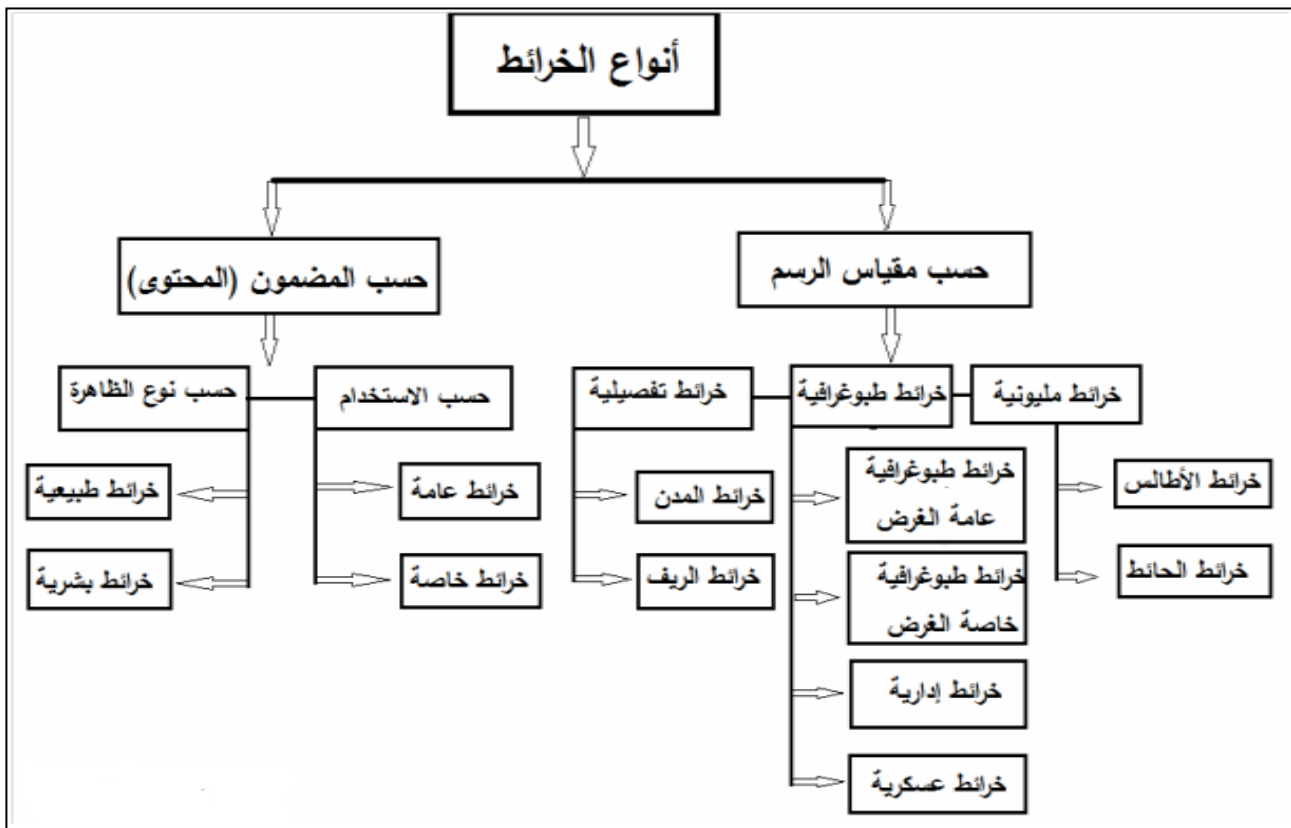 أنواع الخرائط
حسب مقياس الرسم
حسب المضمون (المحتوى)
خرائط مليونية
خرائط طبوغرافية
خرائط تفصيلية
حسب الاستخدام
حسب نوع الظاهرة
خرائط الأطالس
خرائط الحائط
خرائط طبوغرافية
عامة الغرض
خرائط طبوغرافية
خاصة الغرض
خرائط إدارية
خرائط عسكرية
خرائط المدن
خرائط الريف
خرائط عامة
خرائط خاصة
خرائط طبيعية
خرائط بشرية